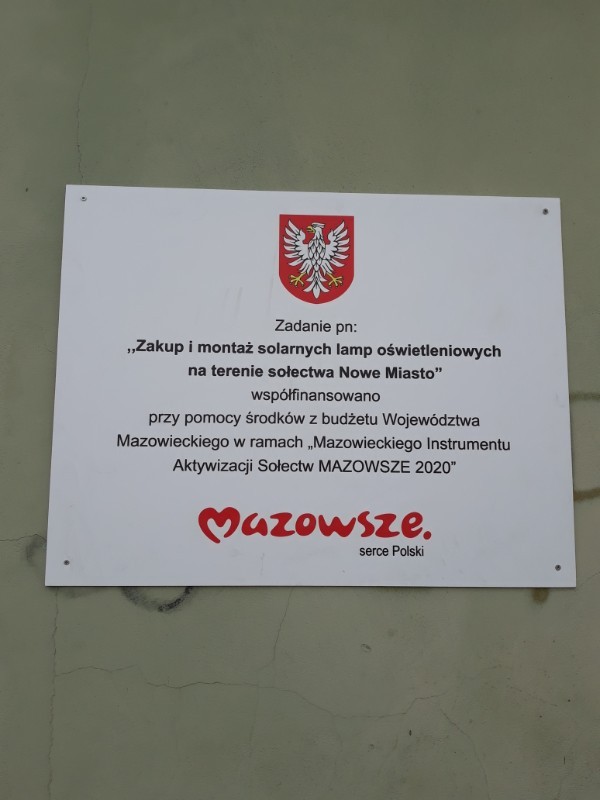 Zadanie pn:
,,Zakup i montaż solarnych lamp oświetleniowych
na terenie sołectwa Nowe Miasto”
współfinansowano
przy pomocy środków z budżetu Województwa
Mazowieckiego w ramach „Mazowieckiego Instrumentu
Aktywizacji Sołectw MAZOWSZE 2020”
Mazowsze.
serce Polski